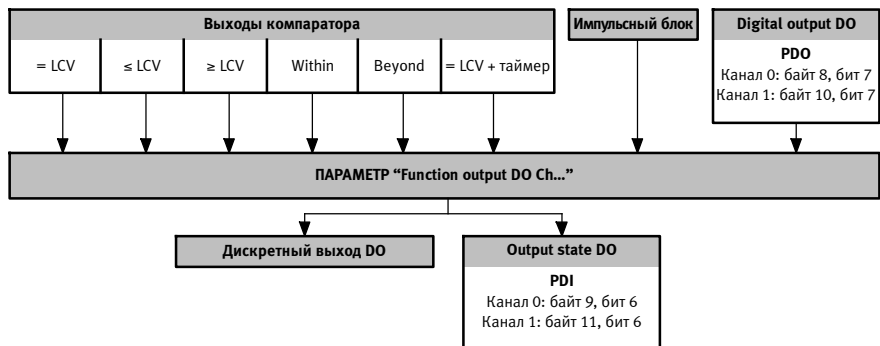 Выходы компаратора
= LCV
≤ LCV
≥ LCV
Within
Beyond
= LCV + таймер
Импульсный блок
Digital output DO
PDO
Канал 0: байт 8, бит 7
Канал 1: байт 10, бит 7
ПАРАМЕТР “Function output DO Ch...”
Дискретный выход DO
Output state DO
PDI
Канал 0: байт 9, бит 6
Канал 1: байт 11, бит 6